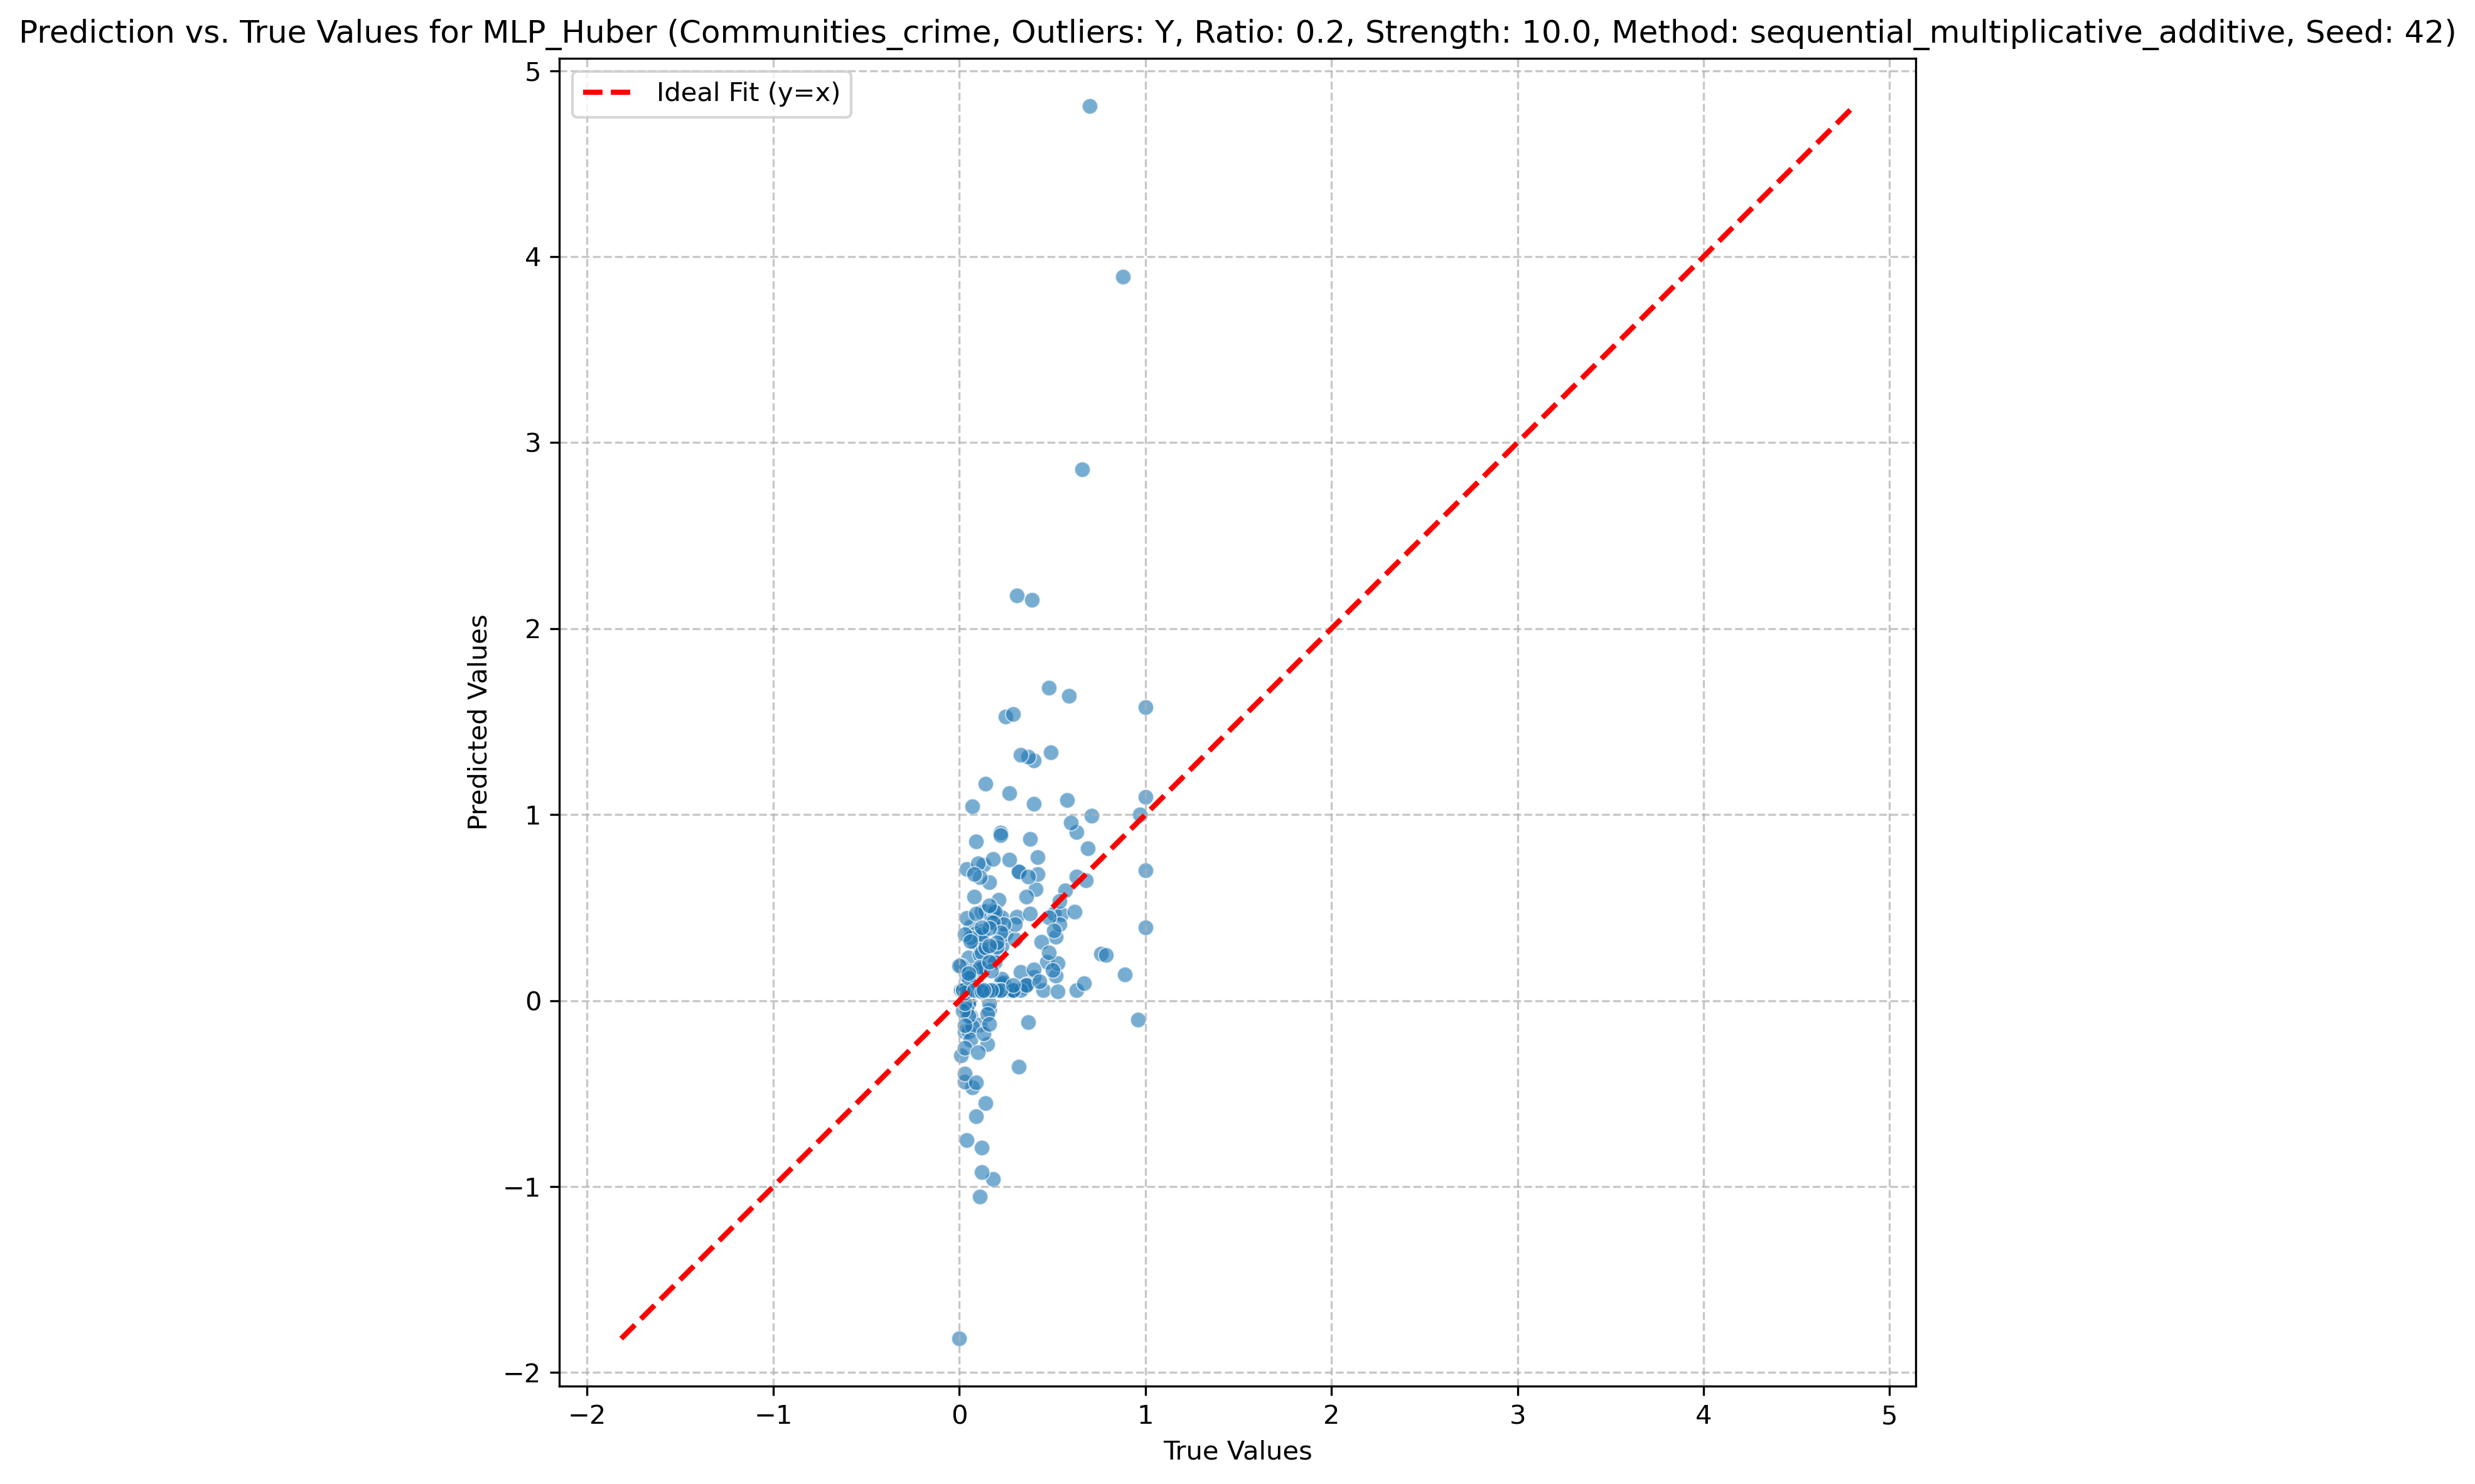 Prediction vs. True Values for MLP_Huber (Communities_crime, Outliers: Y, Ratio: 0.2, Strength: 10.0, Method: sequential_multiplicative_additive, Seed: 42)
Ideal Fit (y=x)
5
4
3
2
1
0
−1
−2
Predicted Values
−2 −1 0 1 2 3 4 5
True Values